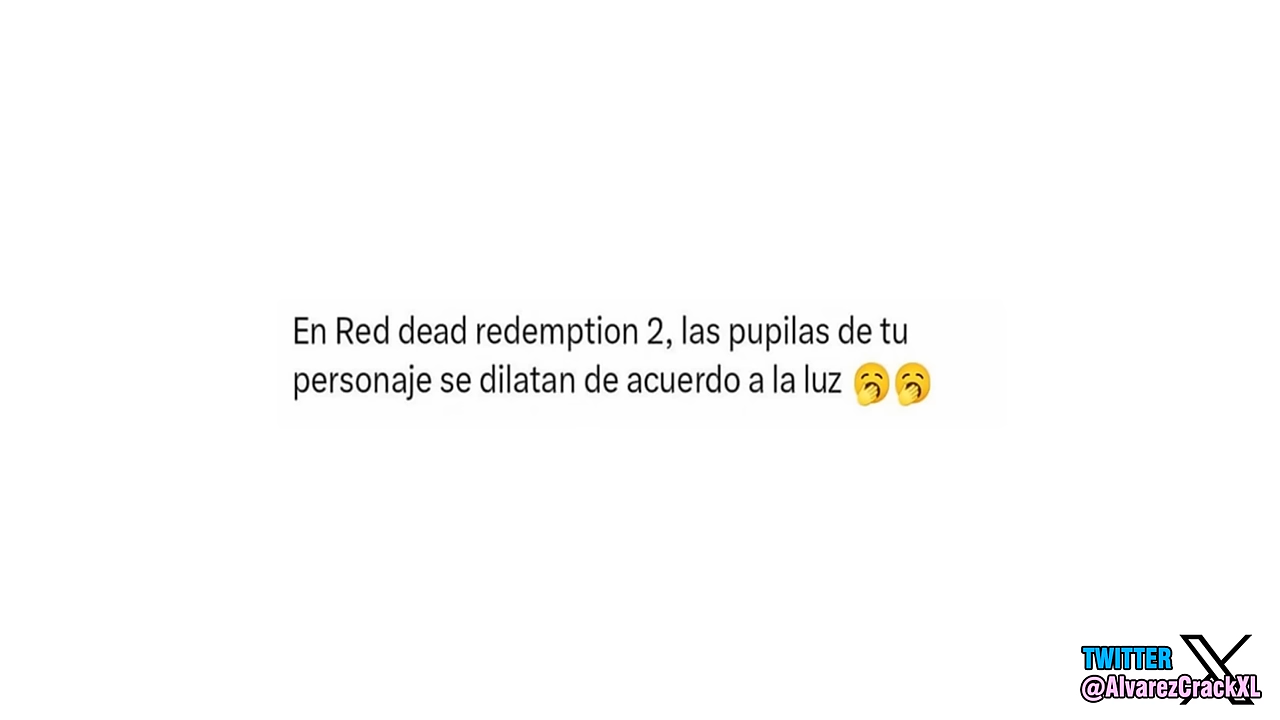 En Red dead redemption 2, las pupilas de tu
personaje se dilatan de acuerdo a la luz 🥱🥱
TWITTER
@AlvarezCrackXL